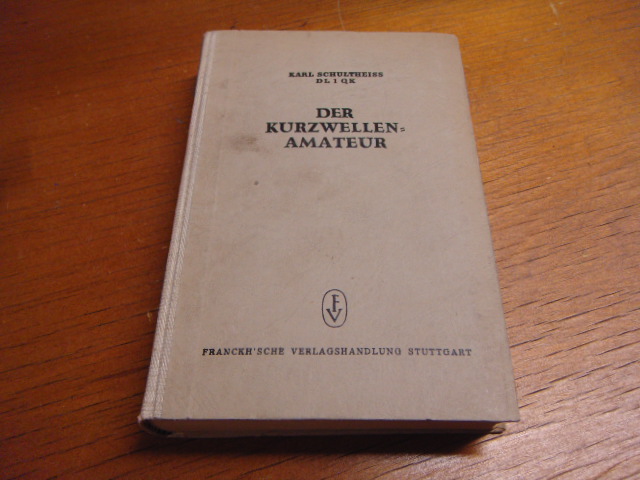 KARL SCHULTHEISS
DL 1 QK
DER
KURZWELLEN=
AMATEUR
FV
FRANCKH'SCHE VERLAGSHANDLUNG STUTTGART